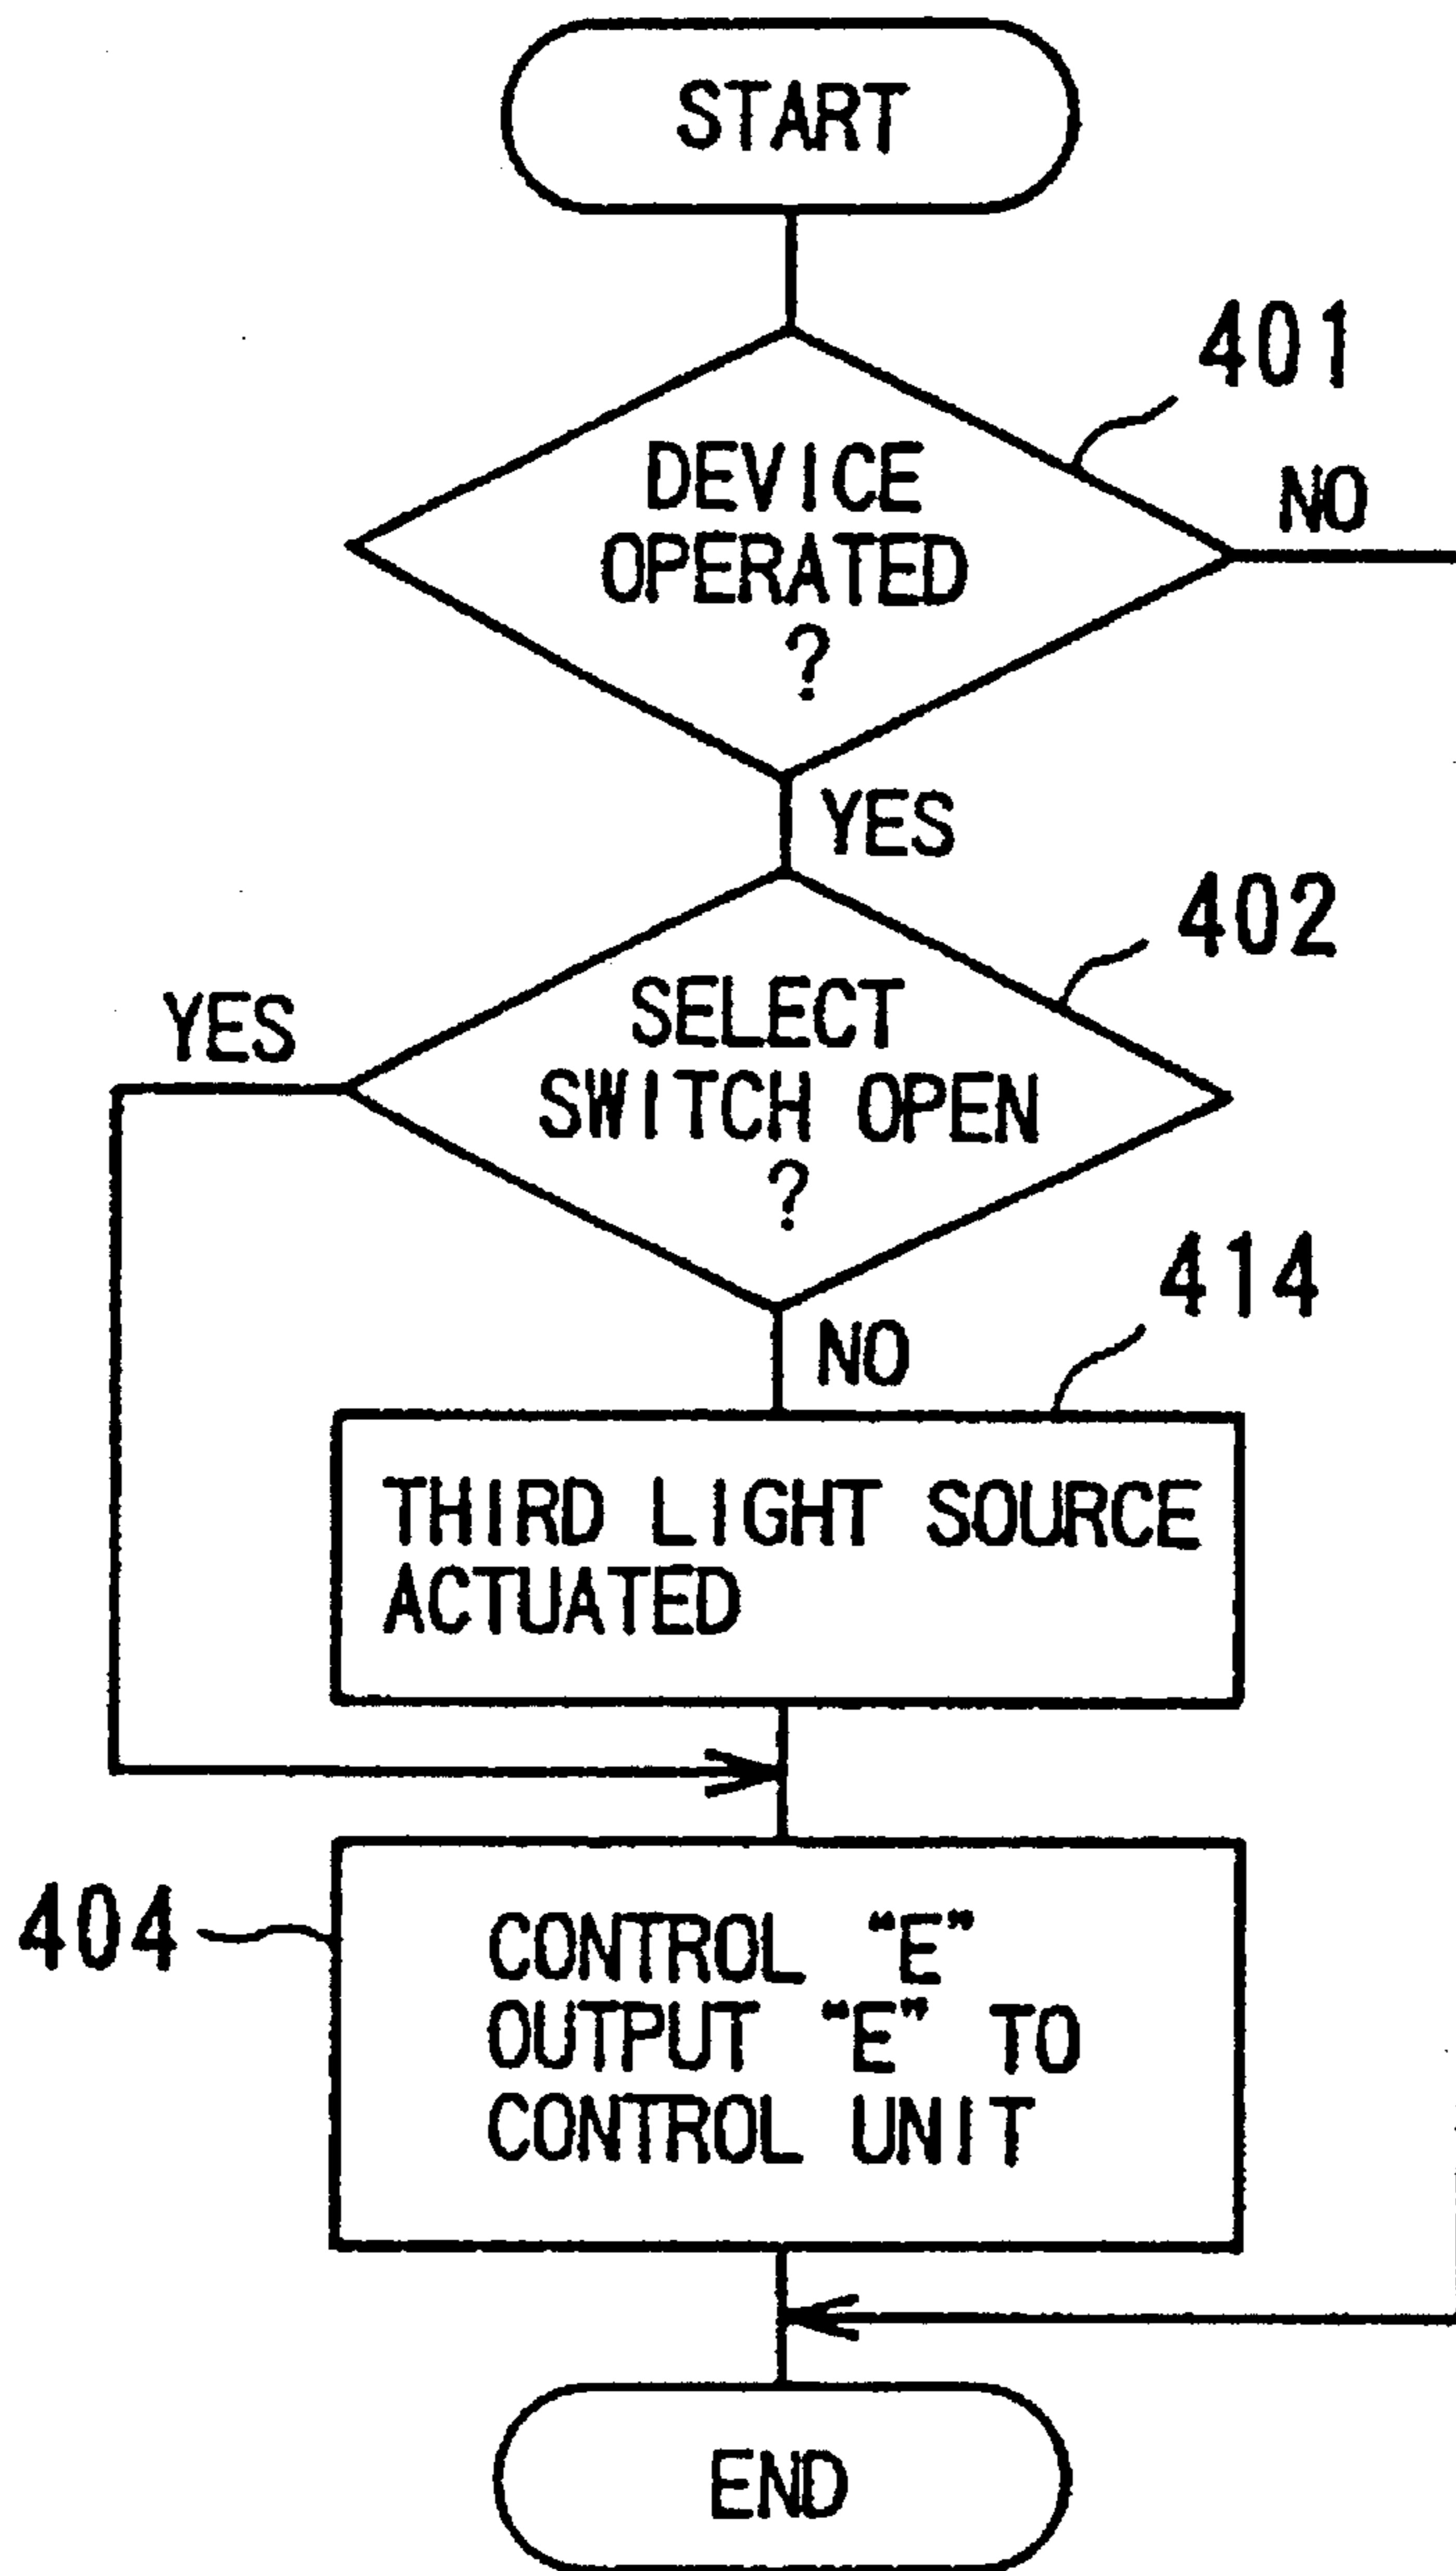 START
401
DEVICE
OPERATED
?
NO
YES
402
SELECT
SWITCH OPEN
?
YES
414
NO
THIRD LIGHT SOURCE
ACTUATED
404
CONTROL “E”
OUTPUT “E” TO
CONTROL UNIT
END